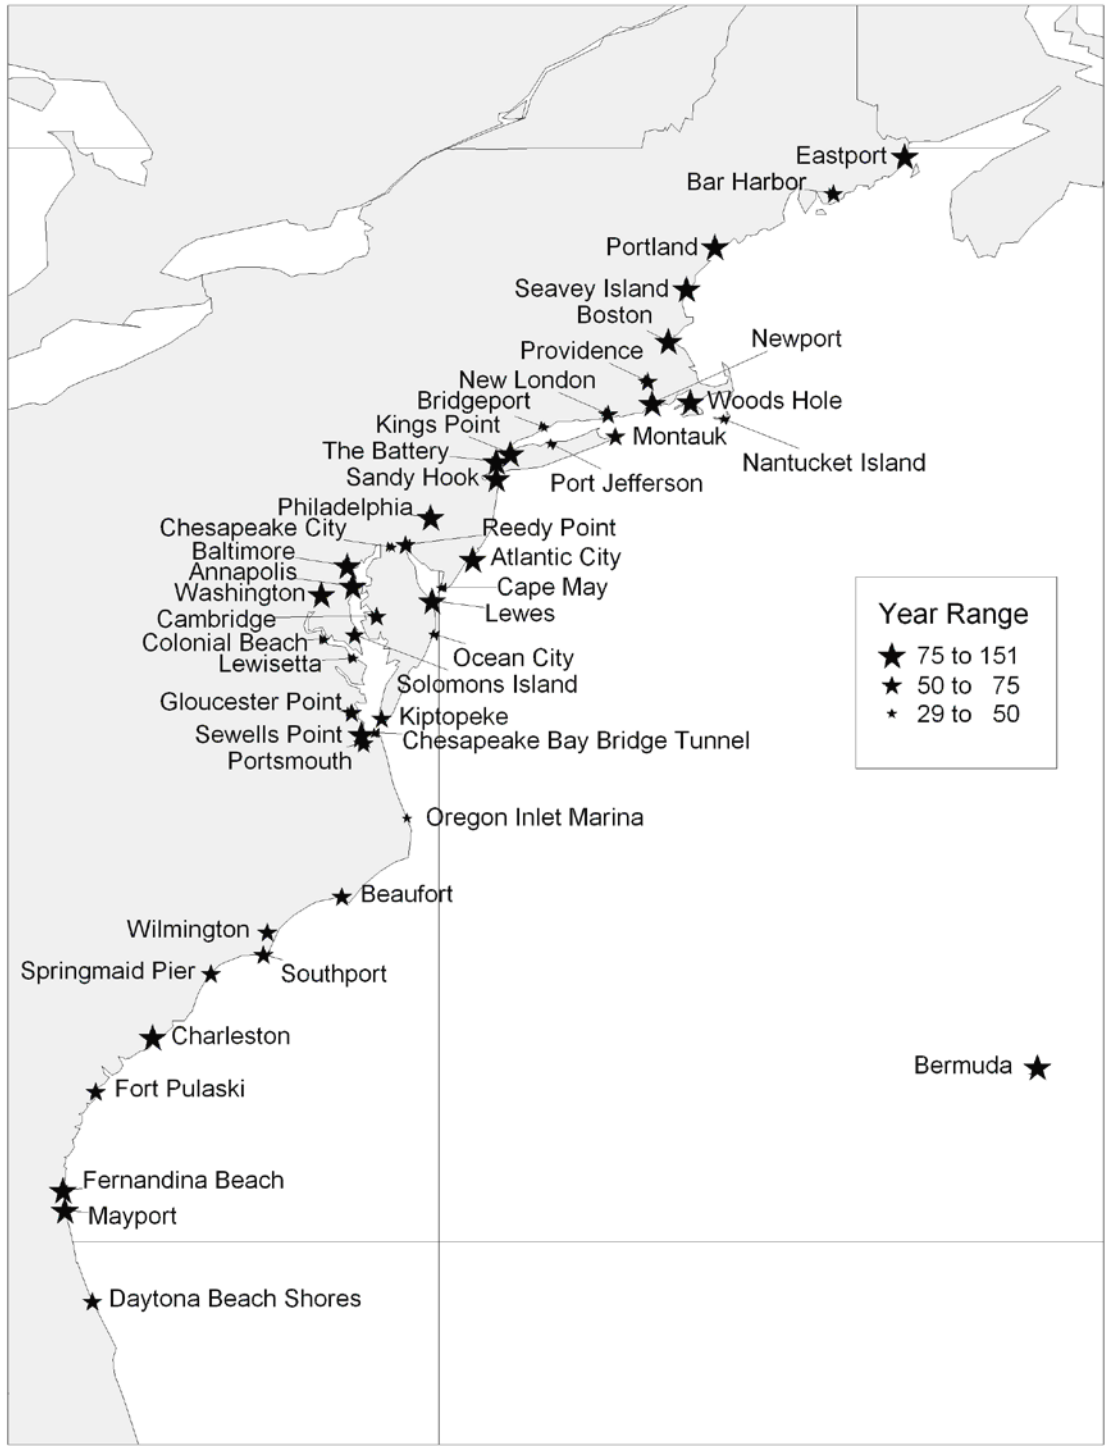 Eastport
Bar Harbor
Portland
Seavey Island
Boston
Newport
Providence
New London
Bridgeport
Woods Hole
Kings Point
Montauk
The Battery
Nantucket Island
Sandy Hook
Port Jefferson
Philadelphia
Chesapeake City
Reedy Point
Baltimore
Atlantic City
Annapolis
Washington
Cape May
Lewes
Cambridge
Colonial Beach
Ocean City
Lewisetta
Solomons Island
Gloucester Point
Kiptopeke
Sewells Point
Chesapeake Bay Bridge Tunnel
Portsmouth
Year Range
75 to 151
50 to 75
29 to 50
Oregon Inlet Marina
Beaufort
Wilmington
Springmaid Pier
Southport
Charleston
Bermuda
Fort Pulaski
Fernandina Beach
Mayport
Daytona Beach Shores